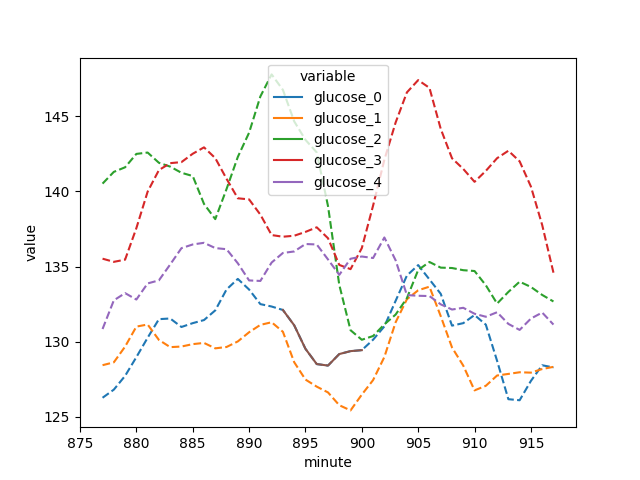 variable
glucose_0
glucose_1
glucose_2
glucose_3
glucose_4
145
140
135
130
125
value
875 880 885 890 895 900 905 910 915
minute